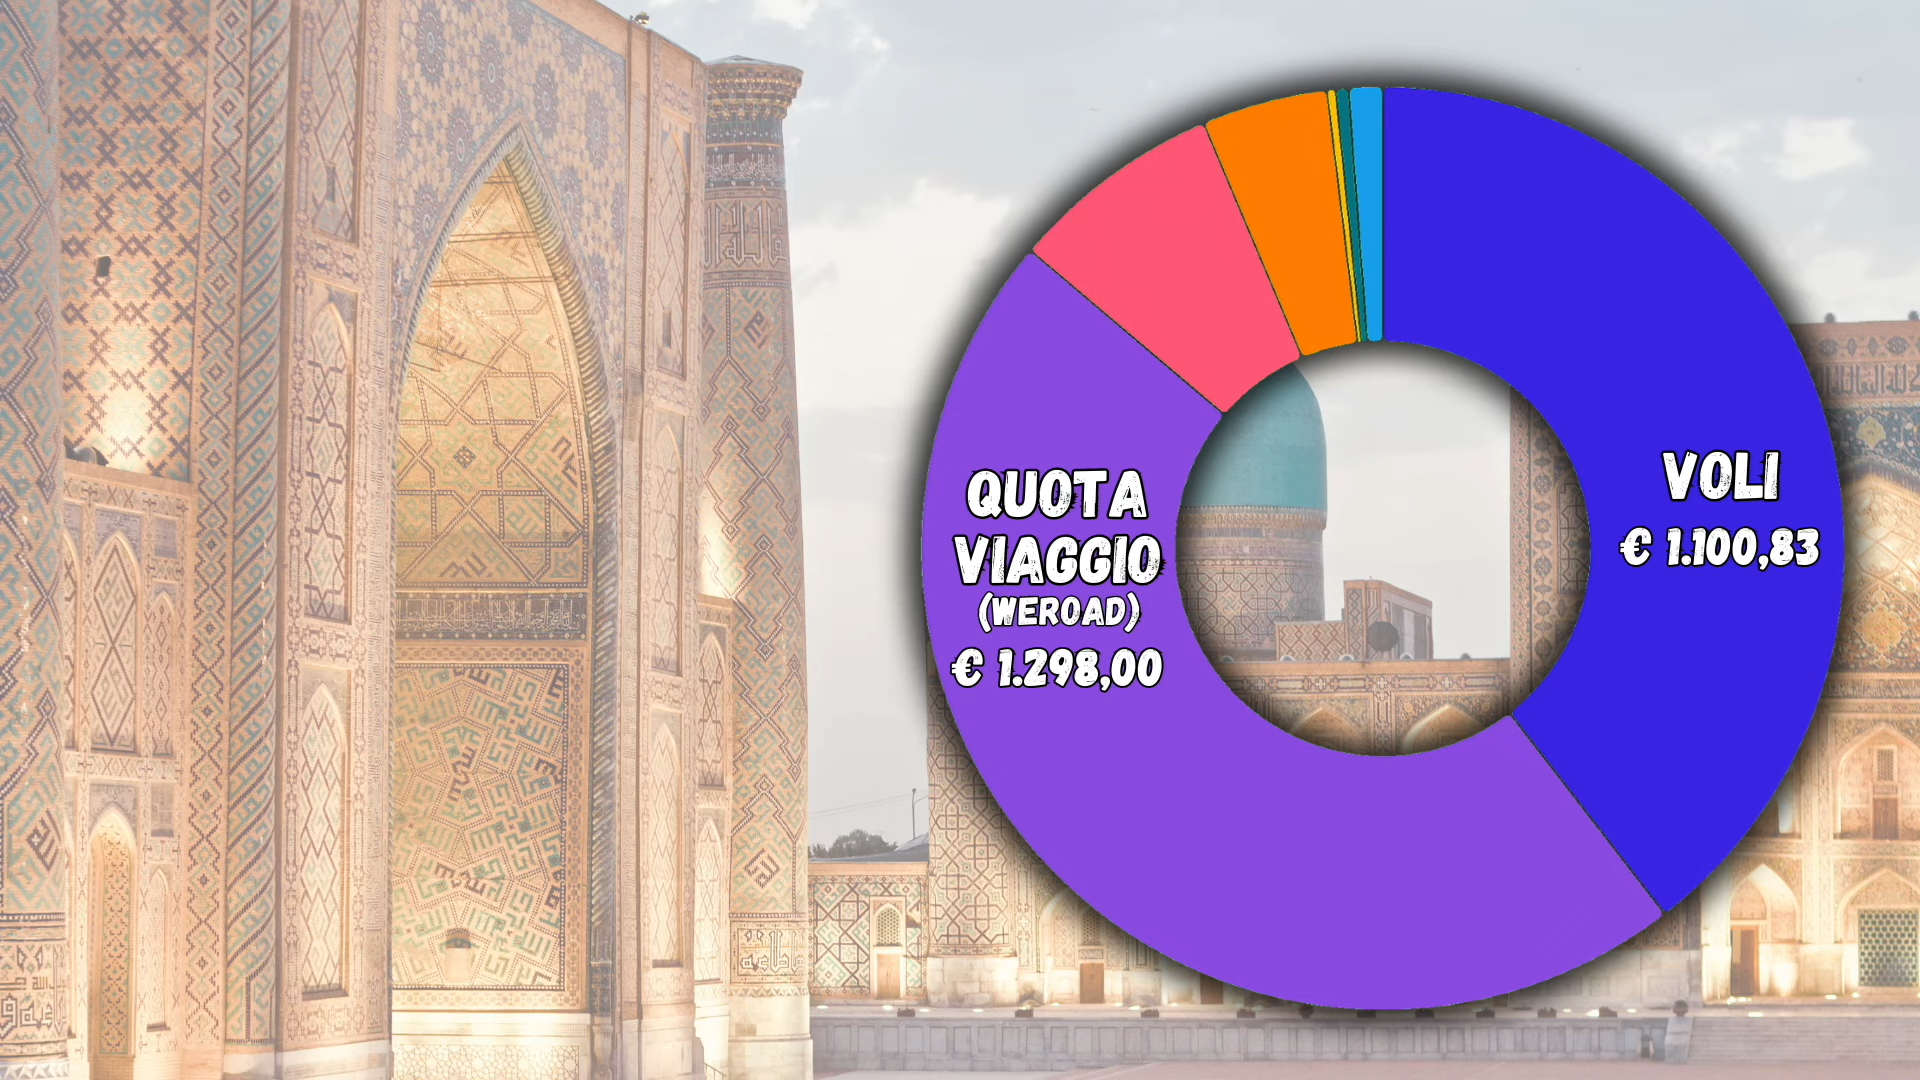 QUOTA
VIAGGIO
(WEROAD)
€ 1.298,00
VOLI
€ 1.100,83